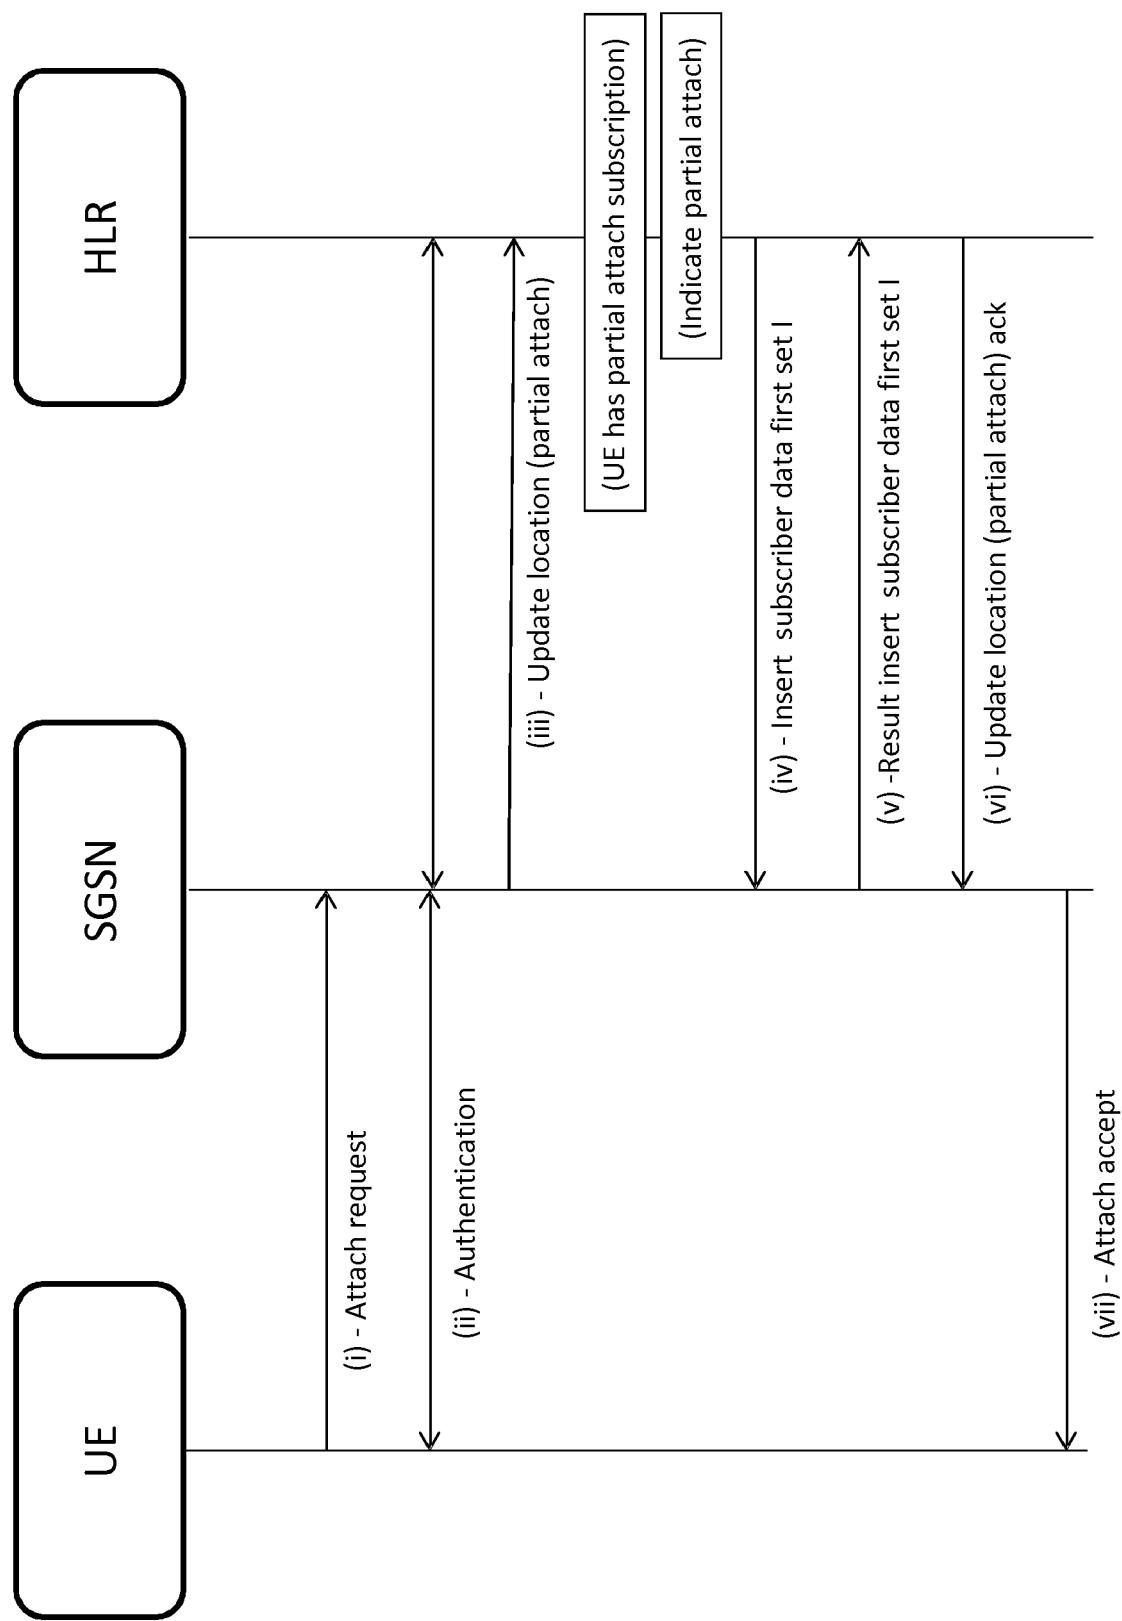 UE
SGSN
HLR
(i) - Attach request
(ii) - Authentication
(iii) - Update location (partial attach)
(UE has partial attach subscription)
(Indicate partial attach)
(iv) - Insert  subscriber data first set I
(v) -Result insert  subscriber data first set I
(vi) - Update location (partial attach) ack
(vii) - Attach accept